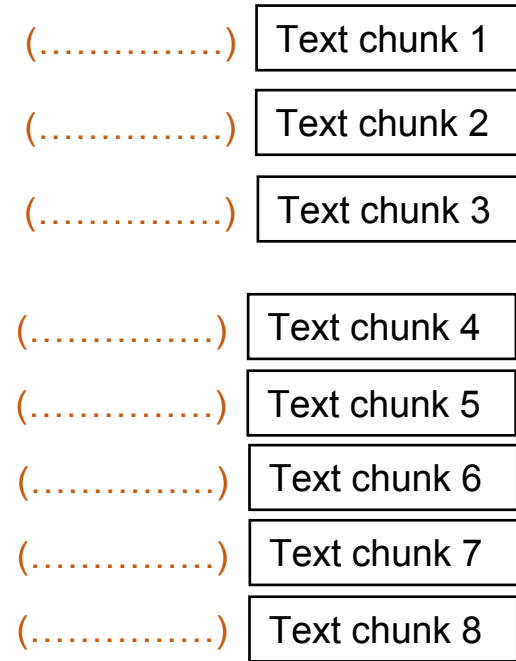 (...............) Text chunk 1
(...............) Text chunk 2
(...............) Text chunk 3
(...............) Text chunk 4
(...............) Text chunk 5
(...............) Text chunk 6
(...............) Text chunk 7
(...............) Text chunk 8